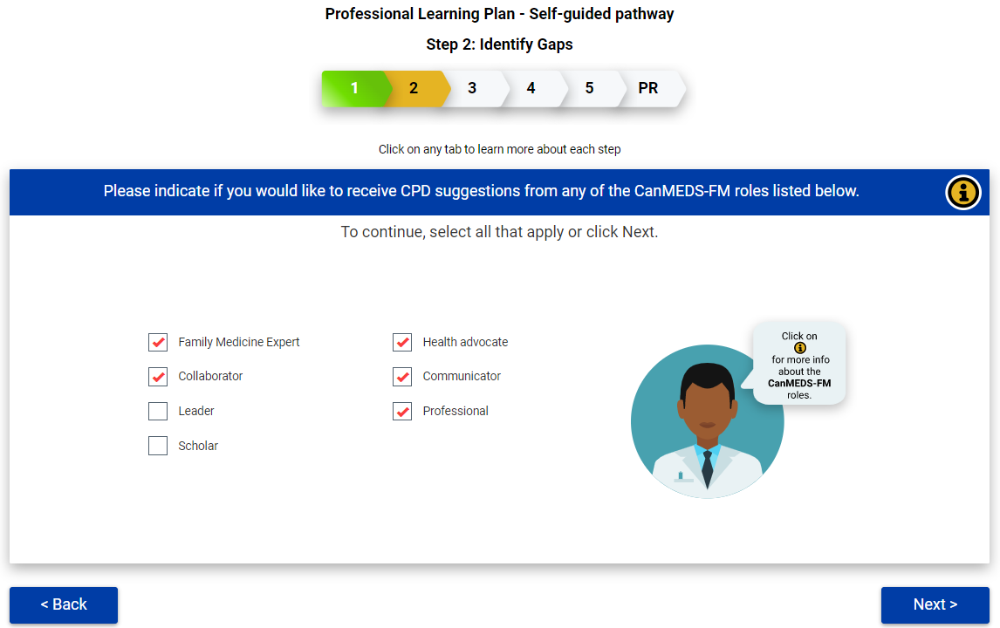 Professional Learning Plan - Self-guided pathway
Step 2: Identify Gaps
1 2 3 4 5 PR
Click on any tab to learn more about each step
Please indicate if you would like to receive CPD suggestions from any of the CanMEDS-FM roles listed below.
To continue, select all that apply or click Next.
Family Medicine Expert
Collaborator
Leader
Scholar
Health advocate
Communicator
Professional
Click on
for more info
about the
CanMEDS-FM
roles.
< Back
Next >